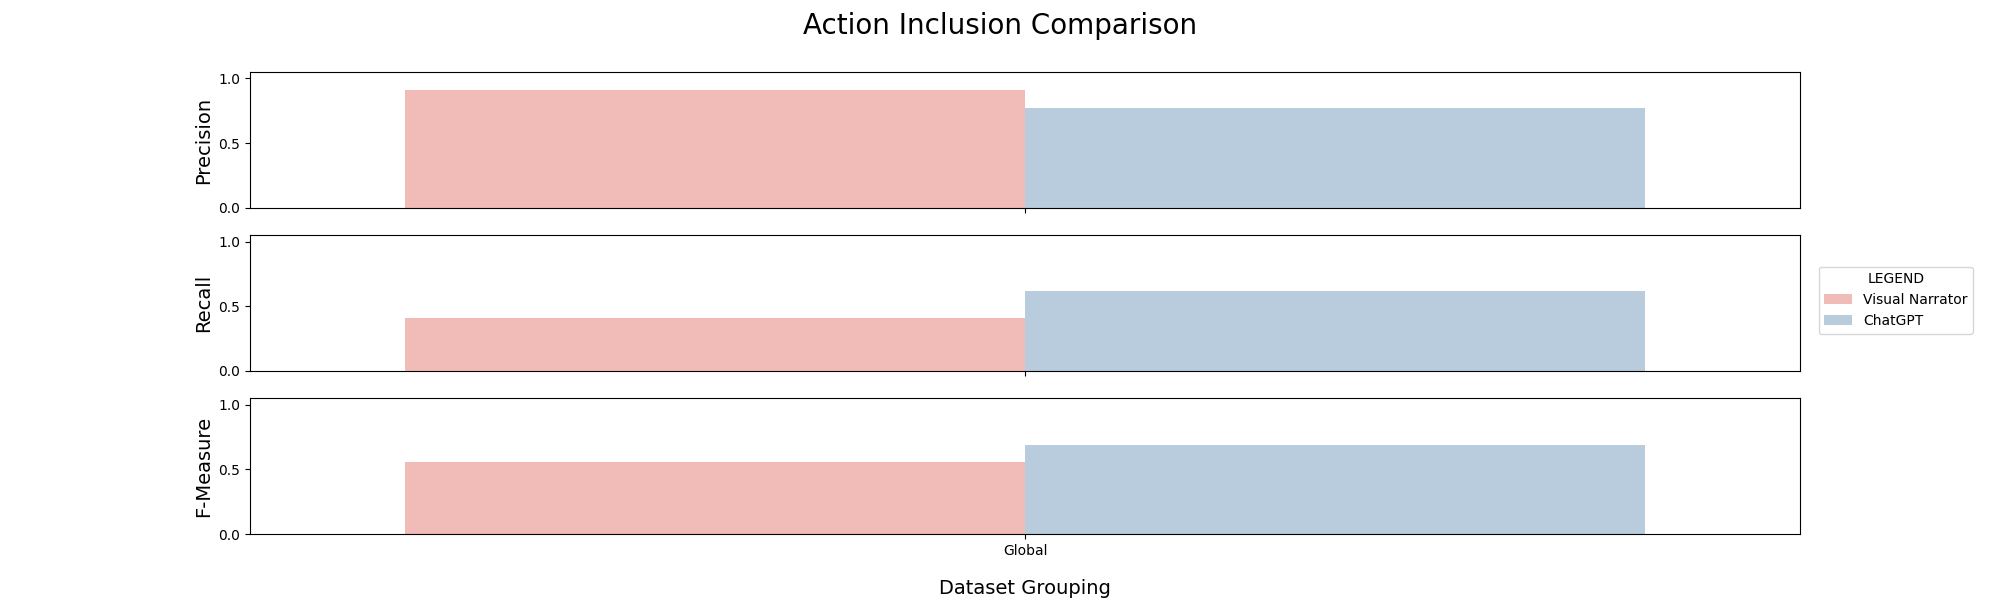 Action Inclusion Comparison
Precision
1.0
0.5
0.0
Recall
1.0
0.5
0.0
F-Measure
1.0
0.5
0.0
Global
Dataset Grouping
LEGEND
Visual Narrator
ChatGPT